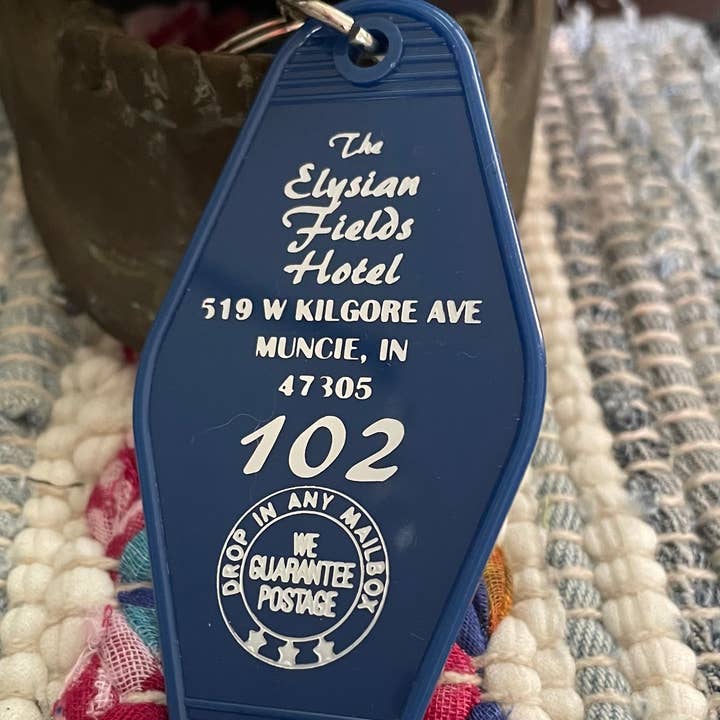 The
Elysian
Fields
Hotel
519 W KILGORE AVE
MUNCIE, IN
47305
102
DROP IN ANY MAILBOX
WE
GUARANTEE
POSTAGE